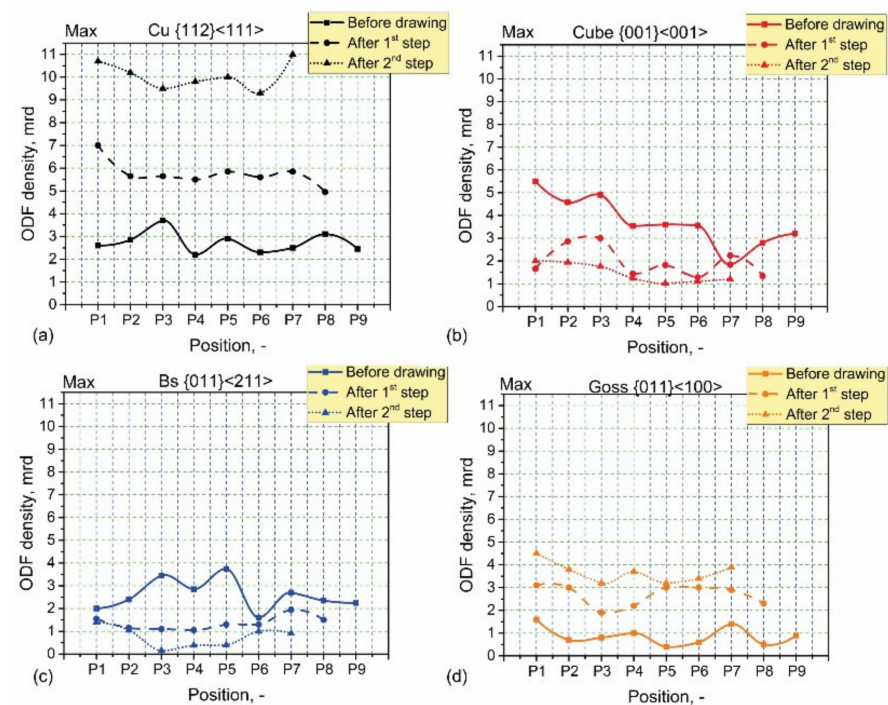 Max
Cu {112}<111>
Before drawing
After 1st step
After 2nd step
ODF density, mrd
11
10
9
8
7
6
5
4
3
2
1
0
P1 P2 P3 P4 P5 P6 P7 P8 P9
(a)
Position, -
Max
Cube {001}<001>
Before drawing
After 1st step
After 2nd step
ODF density, mrd
11
10
9
8
7
6
5
4
3
2
1
0
P1 P2 P3 P4 P5 P6 P7 P8 P9
(b)
Position, -
Max
Bs {011}<211>
Before drawing
After 1st step
After 2nd step
ODF density, mrd
11
10
9
8
7
6
5
4
3
2
1
0
P1 P2 P3 P4 P5 P6 P7 P8 P9
(c)
Position, -
Max
Goss {011}<100>
Before drawing
After 1st step
After 2nd step
ODF density, mrd
11
10
9
8
7
6
5
4
3
2
1
0
P1 P2 P3 P4 P5 P6 P7 P8 P9
(d)
Position, -